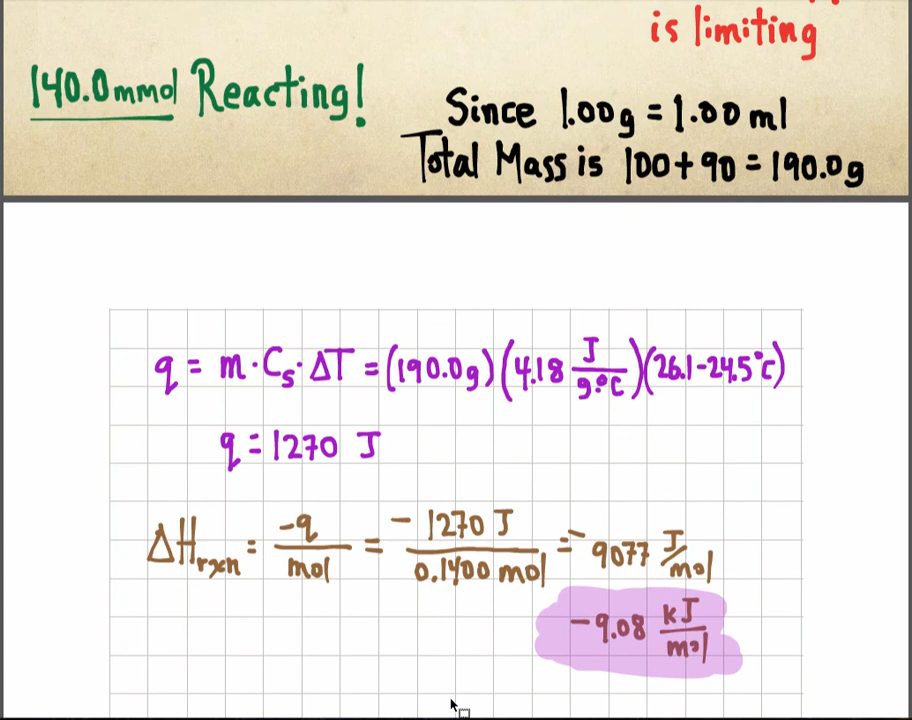 is limiting
140.0mmol Reacting!
Since 1.00g = 1.00 ml
Total Mass is 100 + 90 = 190.0g
q = m·Cs·ΔT = (190.0g)(4.18 J/g·°C)(26.1-24.5°C)
q = 1270 J
ΔHrxn = -q/mol = -1270 J/0.1400 mol = -9077 J/mol
-9.08 kJ/mol